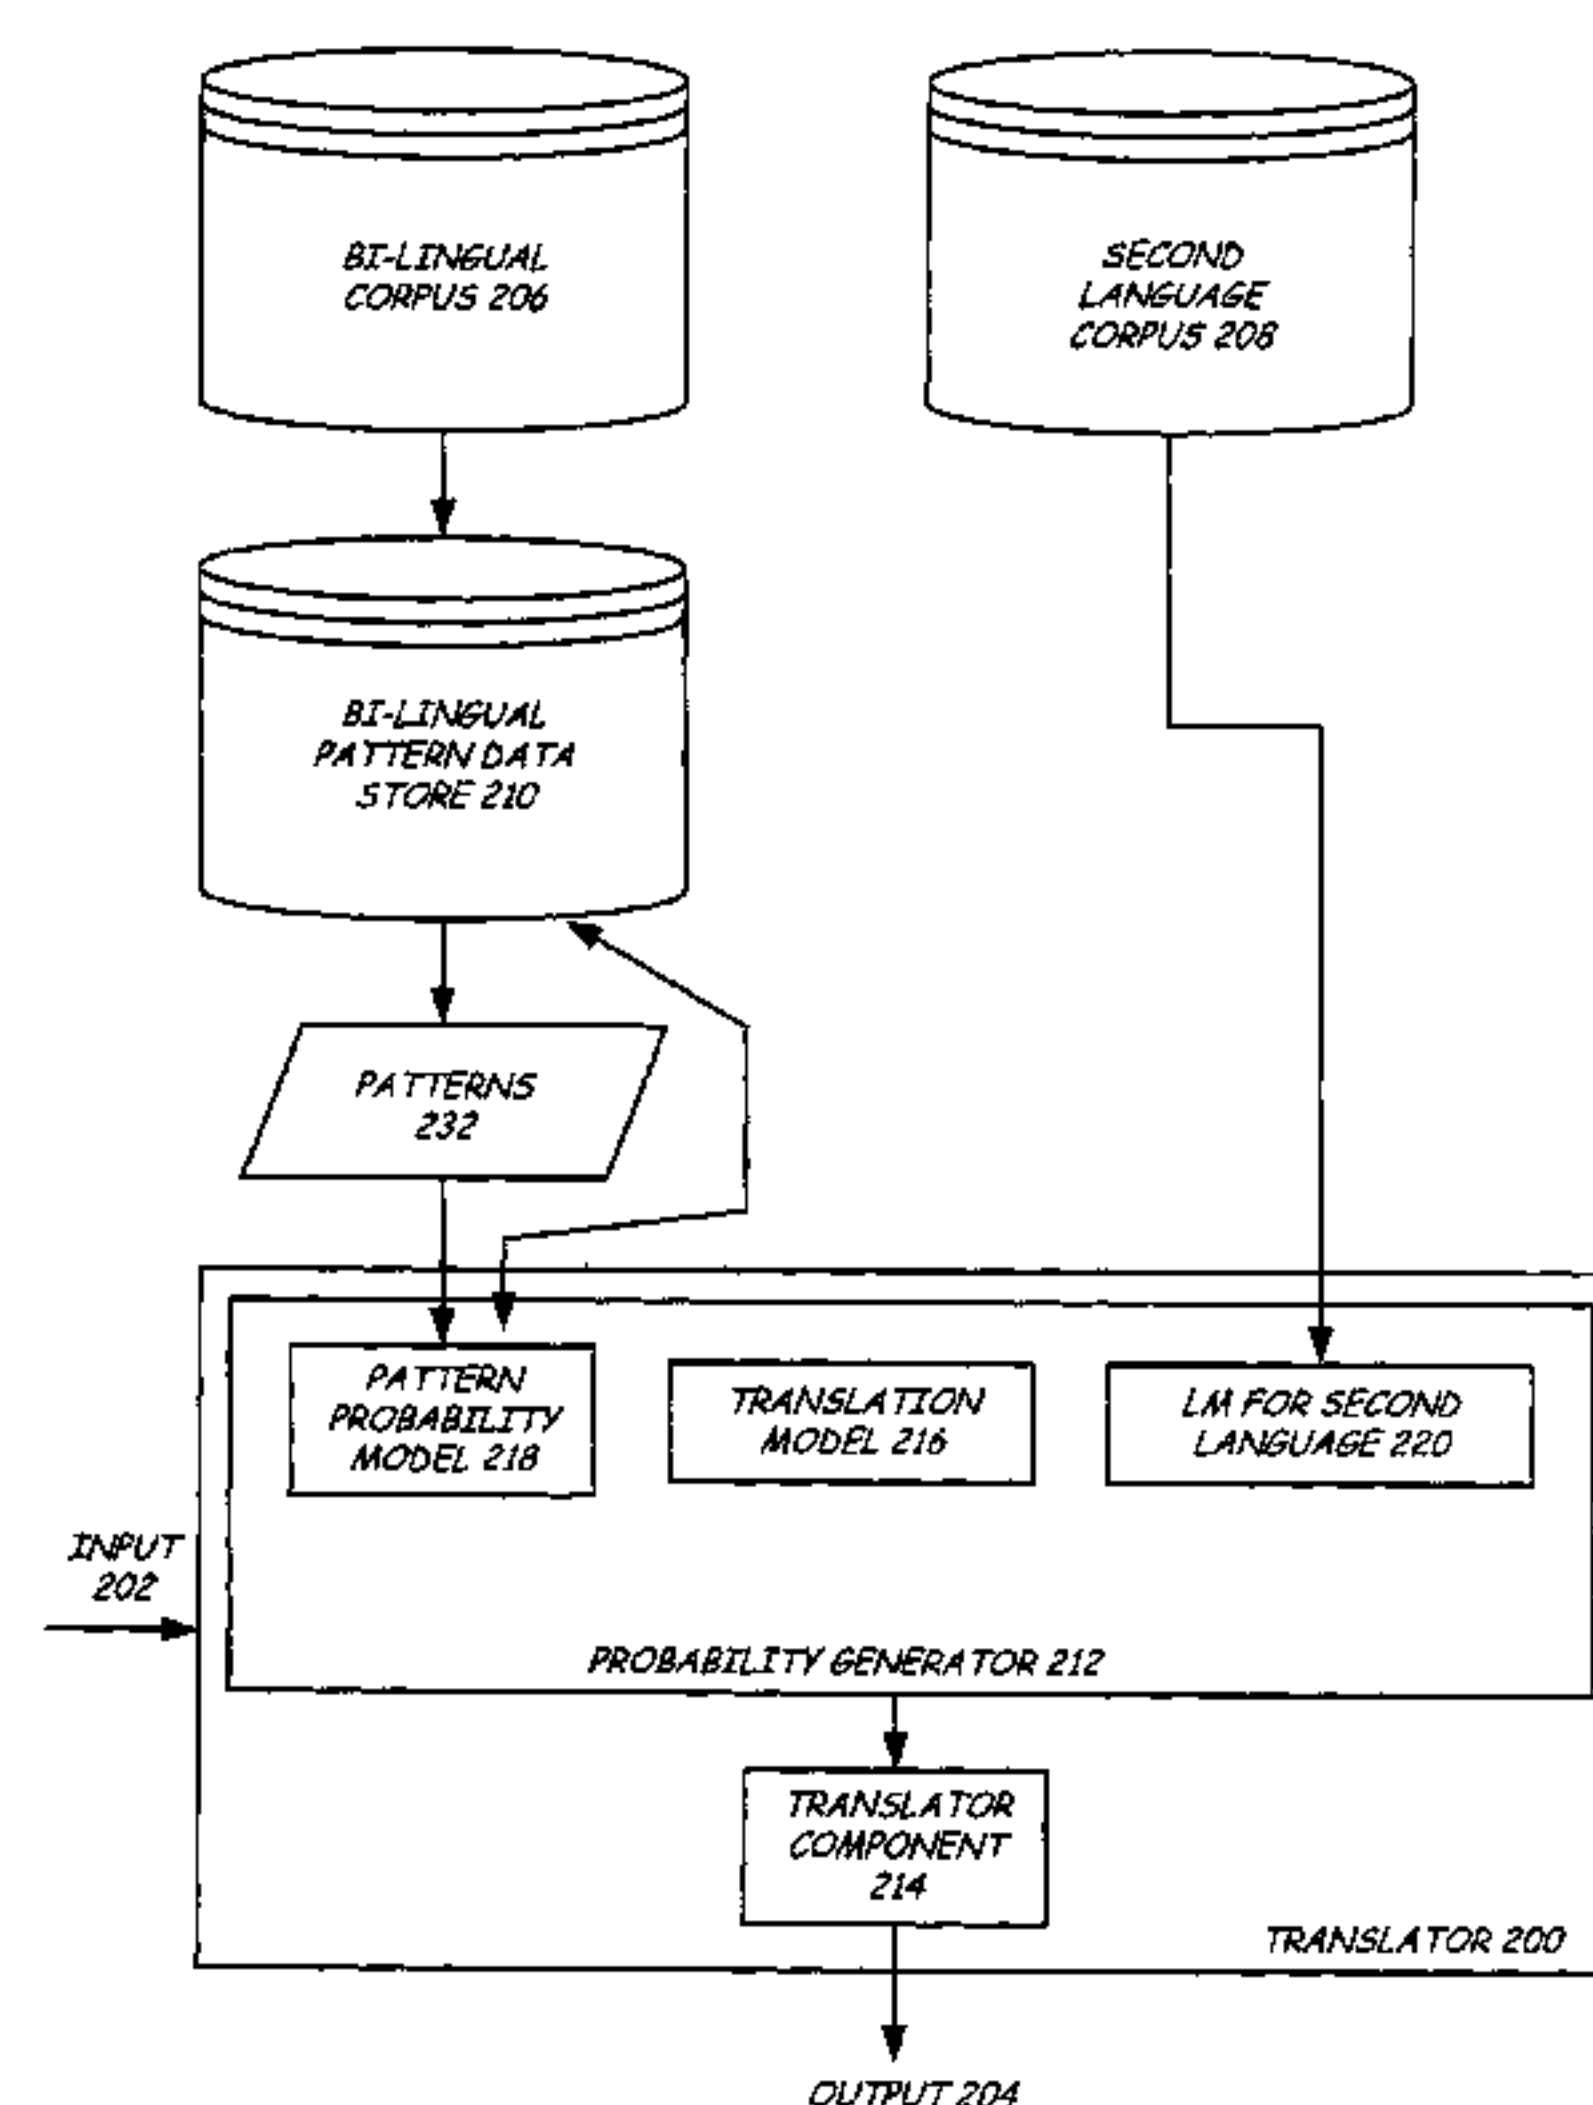 BI-LINGUAL
CORPUS 206
SECOND
LANGUAGE
CORPUS 208
BI-LINGUAL
PATTERN DATA
STORE 210
PATTERNS
232
PATTERN
PROBABILITY
MODEL 218
TRANSLATION
MODEL 216
LM FOR SECOND
LANGUAGE 220
INPUT
202
PROBABILITY GENERATOR 212
TRANSLATOR
COMPONENT
214
TRANSLATOR 200
OUTPUT 204